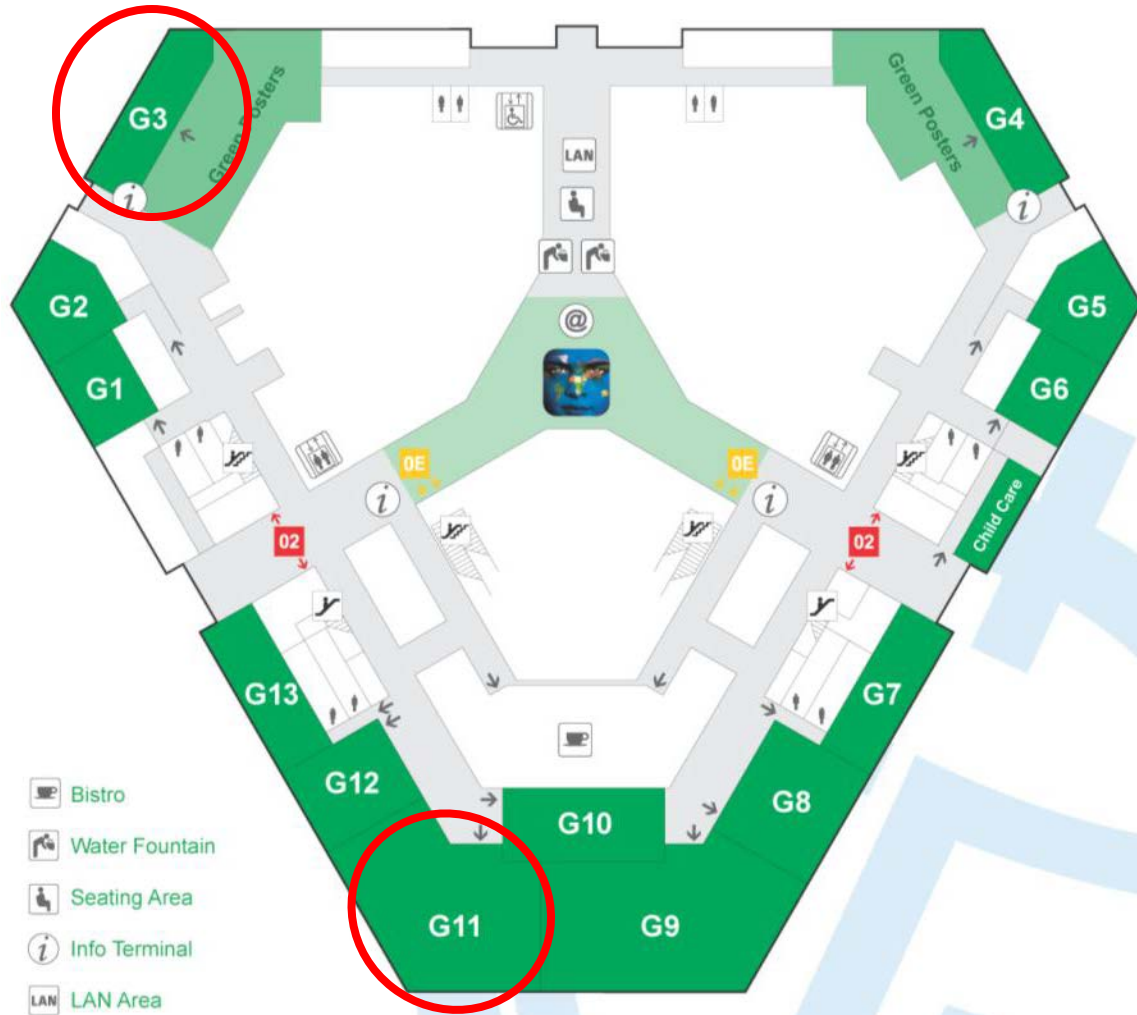 G3
Green Posters
Green Posters
G4
LAN
i
i
G2
G5
@
G1
G6
0E
0E
i
i
Child Care
02
02
G13
G7
G12
G8
G10
G11
G9
Bistro
Water Fountain
Seating Area
i Info Terminal
LAN LAN Area